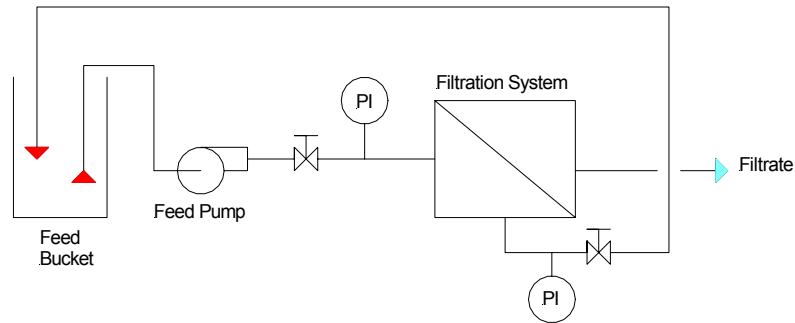 Filtration System
PI
Filtrate
Feed Pump
Feed
Bucket
PI